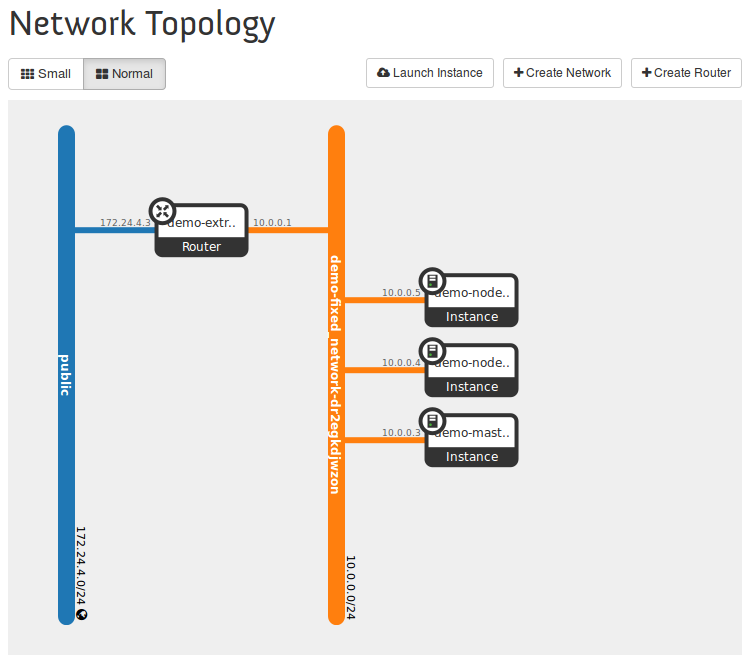 Network Topology
Small
Normal
Launch Instance
Create Network
Create Router
172.24.4.3
demo-extr..
Router
10.0.0.1
10.0.0.5
demo-node..
Instance
10.0.0.4
demo-node..
Instance
10.0.0.3
demo-mast..
Instance
public
172.24.4.0/24
demo-fixed_network-dr2egkdjwzon
10.0.0.0/24